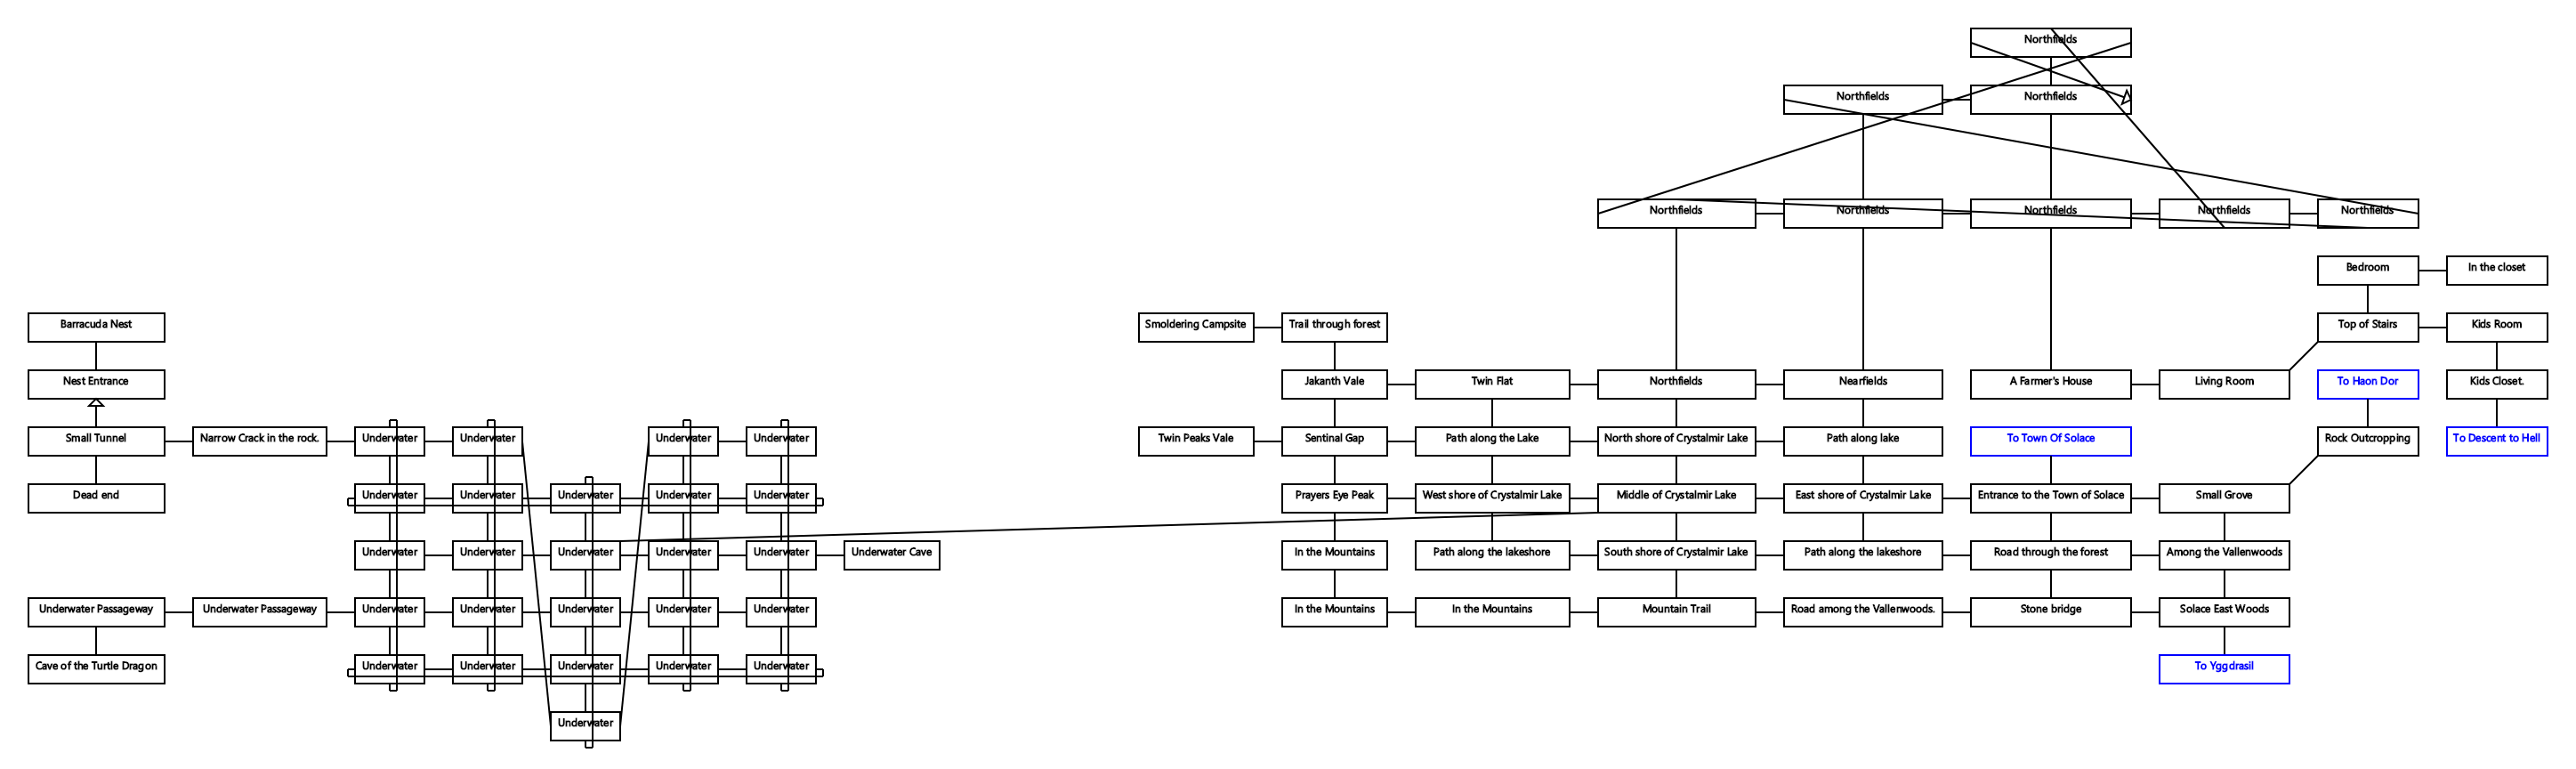 Northfields
Northfields
Northfields
Northfields
Northfields
Northfields
Northfields
Northfields
Bedroom
In the closet
Barracuda Nest
Smoldering Campsite
Trail through forest
Top of Stairs
Kids Room
Nest Entrance
Jakanth Vale
Twin Flat
Northfields
Nearfields
A Farmer's House
Living Room
To Haon Dor
Kids Closet.
Small Tunnel
Narrow Crack in the rock.
Underwater
Underwater
Underwater
Underwater
Twin Peaks Vale
Sentinal Gap
Path along the Lake
North shore of Crystalmir Lake
Path along lake
To Town Of Solace
Rock Outcropping
To Descent to Hell
Dead end
Underwater
Underwater
Underwater
Underwater
Underwater
Prayers Eye Peak
West shore of Crystalmir Lake
Middle of Crystalmir Lake
East shore of Crystalmir Lake
Entrance to the Town of Solace
Small Grove
Underwater
Underwater
Underwater
Underwater
Underwater
Underwater Cave
In the Mountains
Path along the lakeshore
South shore of Crystalmir Lake
Path along the lakeshore
Road through the forest
Among the Vallenwoods
Underwater Passageway
Underwater Passageway
Underwater
Underwater
Underwater
Underwater
Underwater
In the Mountains
In the Mountains
Mountain Trail
Road among the Vallenwoods.
Stone bridge
Solace East Woods
Cave of the Turtle Dragon
Underwater
Underwater
Underwater
Underwater
Underwater
To Yggdrasil
Underwater